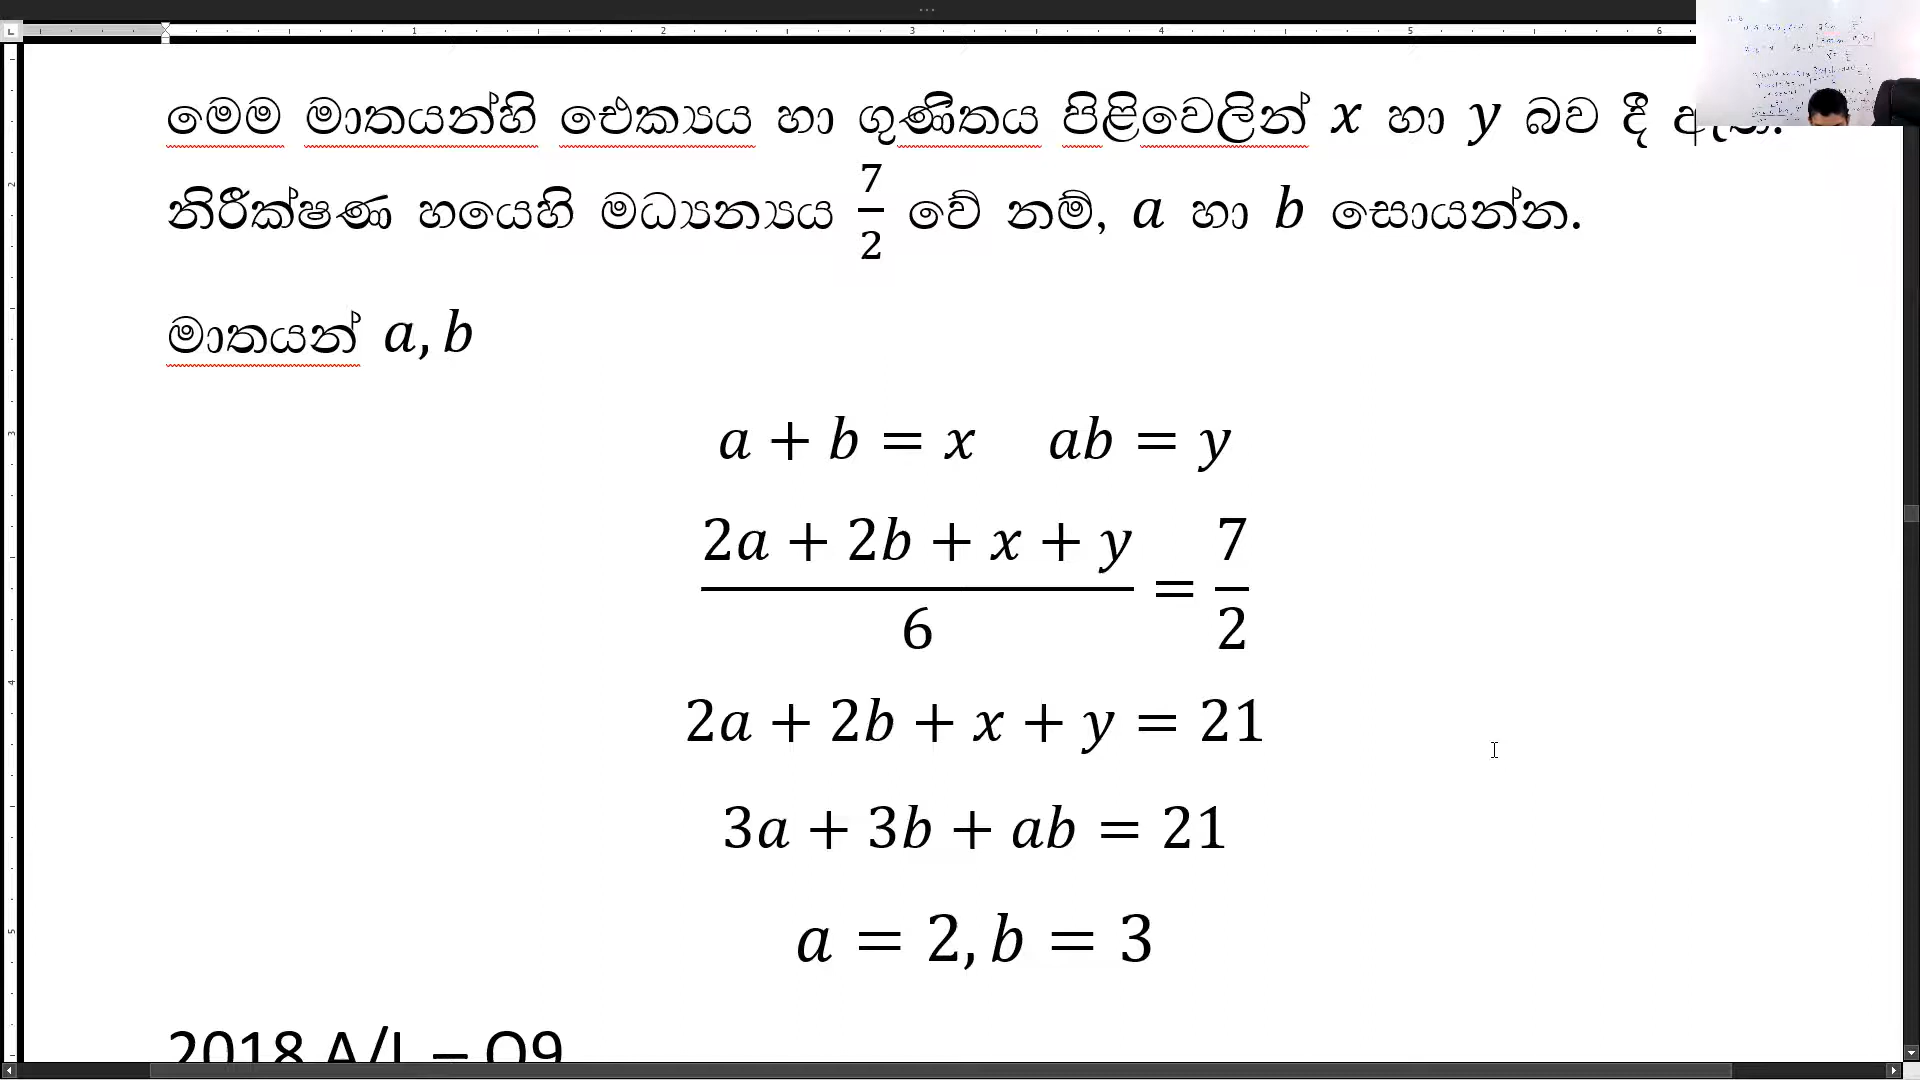 මෙම මාතයන්හි ඓක්‍යය හා ගුණිතය පිළිවෙලින් x හා y බව දී
නිරීක්ෂණ හයෙහි මධ්‍යන්‍යය 7/2 වේ නම්, a හා b සොයන්න.
මාතයන් a, b
a + b = x ab = y
(2a + 2b + x + y)/6 = 7/2
2a + 2b + x + y = 21
3a + 3b + ab = 21
a = 2, b = 3
2018 A/L – Q9